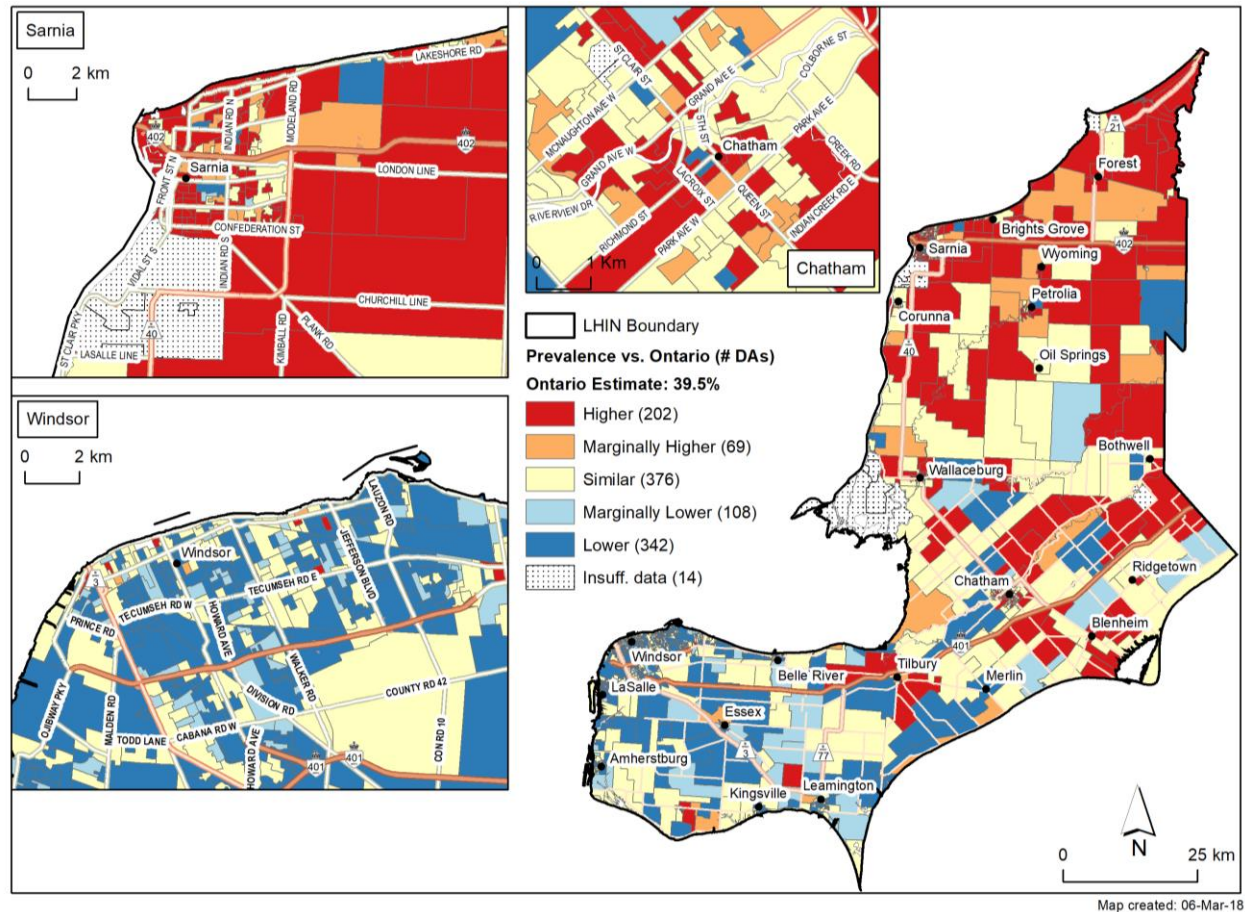 Sarnia
0 2 km
LAKESHORE RD
INDIAN RD N
MODELAND RD
402
402
Sarnia
FRONT ST N
LONDON LINE
CONFEDERATION ST
VIDAL ST S
INDIAN RD S
CHURCHILL LINE
ST CLAIR PKY
40
LASALLE LINE
KIMBALL RD
PLANK RD
ST CLAIR ST
COLBORNE ST
GRAND AVE E
MCNAUGHTON AVE W
5TH ST
PARK AVE E
Chatham
GRAND AVE W
CREEK RD
LACROIX ST
RIVERVIEW DR
QUEEN ST
RICHMOND ST
PARK AVE W
INDIAN CREEK RD E
0 1 Km
Chatham
LHIN Boundary
Prevalence vs. Ontario (# DAs)
Ontario Estimate: 39.5%
Higher (202)
Marginally Higher (69)
Similar (376)
Marginally Lower (108)
Lower (342)
Insuff. data (14)
Windsor
0 2 km
LAUZON RD
JEFFERSON BLVD
Windsor
3
TECUMSEH RD E
TECUMSEH RD W
PRINCE RD
HOWARD AVE
WALKER RD
COUNTY RD 42
DIVISION RD
OJIBWAY PKY
MALDEN RD
CABANA RD W
TODD LANE
HOWARD AVE
401
401
CON RD 10
21
Forest
Brights Grove
Sarnia
402
Wyoming
Petrolia
Corunna
40
Oil Springs
Bothwell
Wallaceburg
Ridgetown
Chatham
Blenheim
401
Windsor
Belle River
Tilbury
LaSalle
Merlin
Essex
3
77
Amherstburg
Kingsville
Leamington
N
0 25 km
Map created: 06-Mar-18